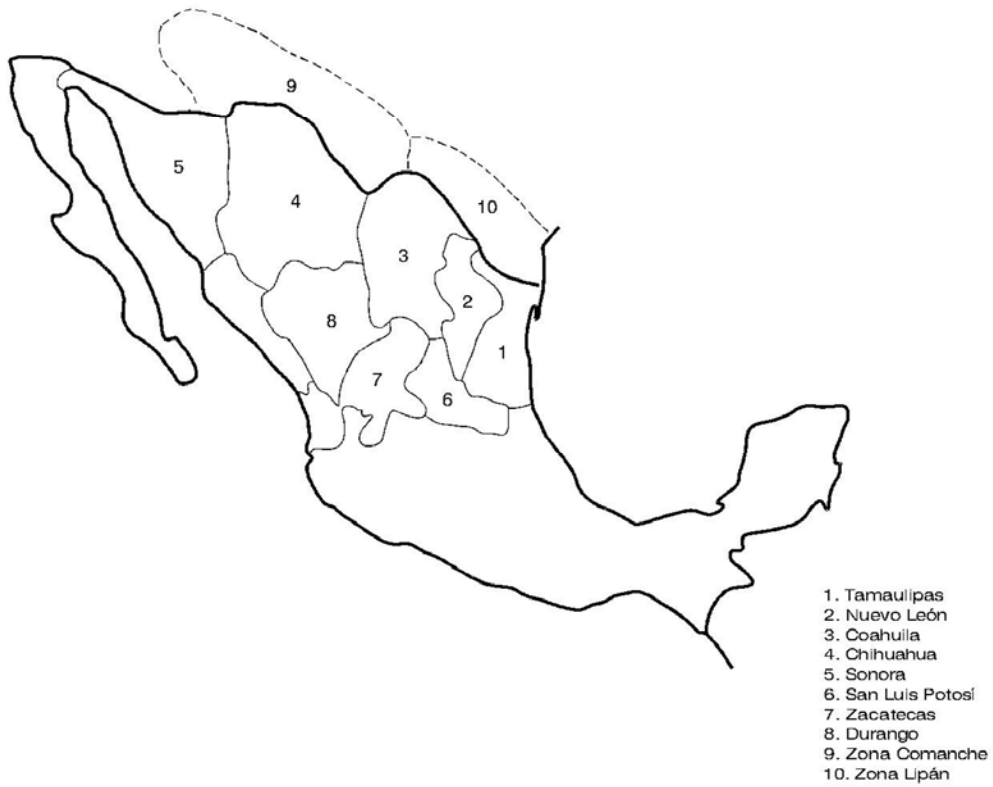 9
5
4
10
3
2
8
1
7
6
1. Tamaulipas
2. Nuevo León
3. Coahuila
4. Chihuahua
5. Sonora
6. San Luis Potosí
7. Zacatecas
8. Durango
9. Zona Comanche
10. Zona Lipán